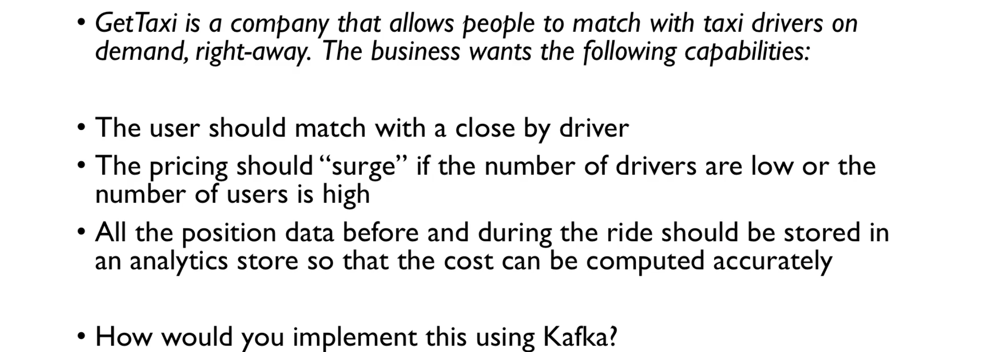 • GetTaxi is a company that allows people to match with taxi drivers on
demand, right-away. The business wants the following capabilities:
• The user should match with a close by driver
• The pricing should “surge” if the number of drivers are low or the
number of users is high
• All the position data before and during the ride should be stored in
an analytics store so that the cost can be computed accurately
• How would you implement this using Kafka?